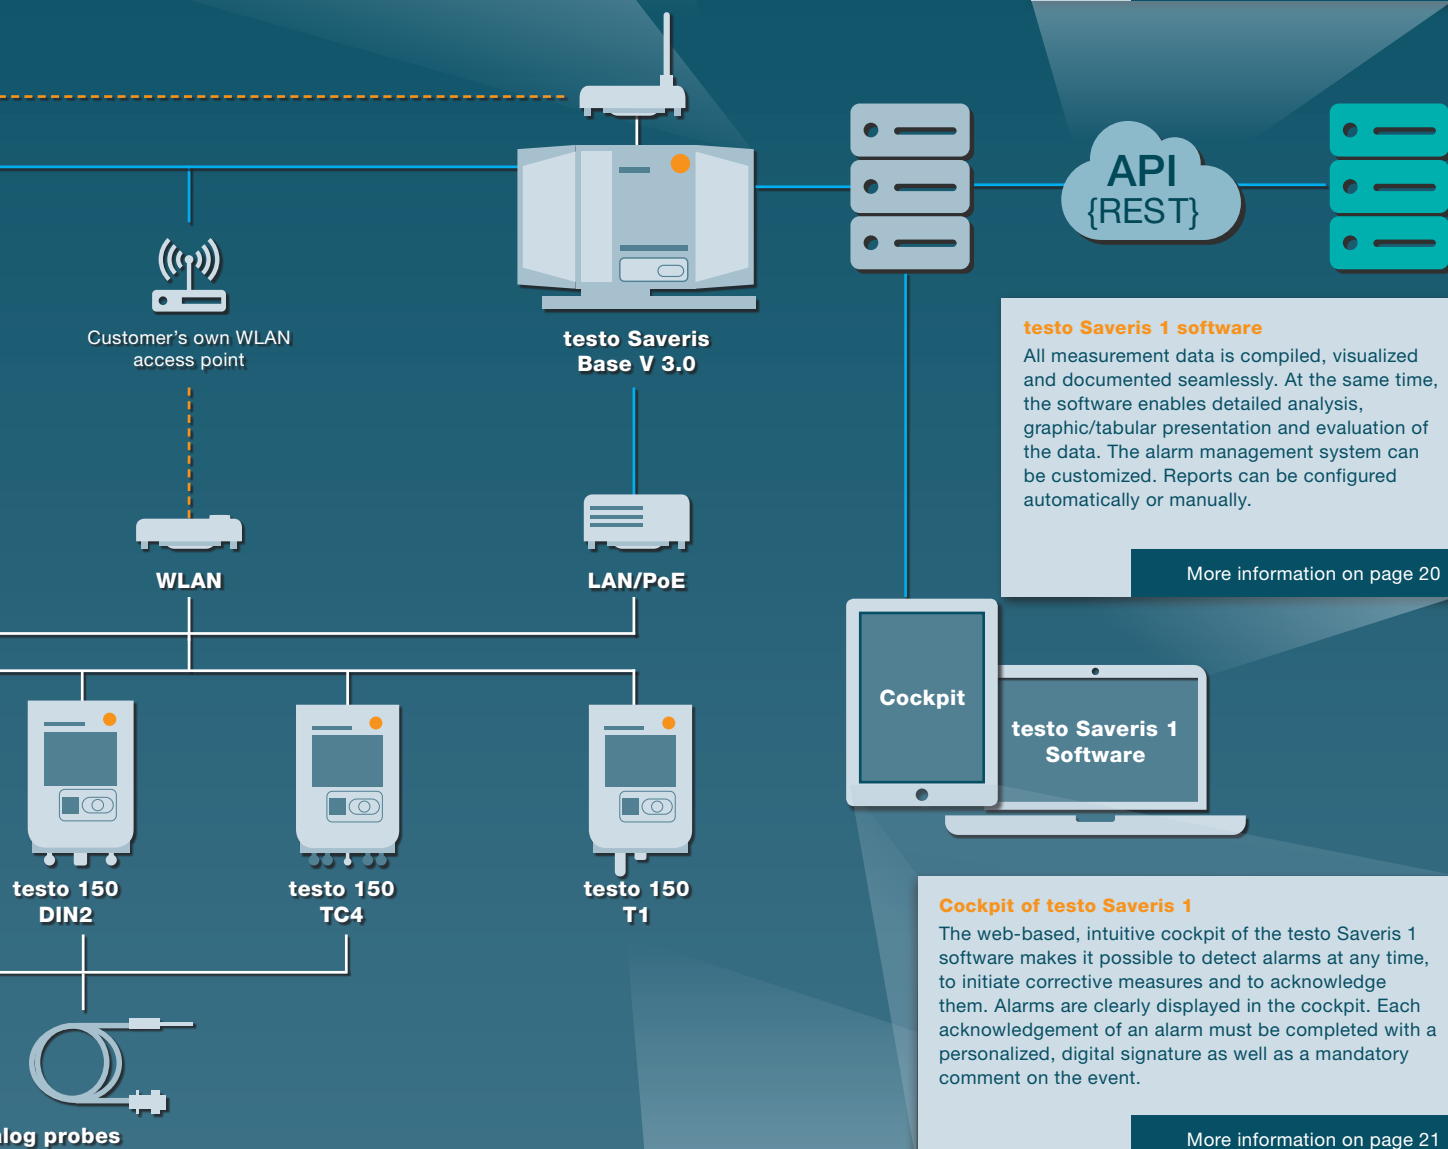 API
{REST}
Customer's own WLAN
access point
testo Saveris
Base V 3.0
testo Saveris 1 software
All measurement data is compiled, visualized
and documented seamlessly. At the same time,
the software enables detailed analysis,
graphic/tabular presentation and evaluation of
the data. The alarm management system can
be customized. Reports can be configured
automatically or manually.
More information on page 20
WLAN
LAN/PoE
Cockpit
testo Saveris 1
Software
testo 150
DIN2
testo 150
TC4
testo 150
T1
Cockpit of testo Saveris 1
The web-based, intuitive cockpit of the testo Saveris 1
software makes it possible to detect alarms at any time,
to initiate corrective measures and to acknowledge
them. Alarms are clearly displayed in the cockpit. Each
acknowledgement of an alarm must be completed with a
personalized, digital signature as well as a mandatory
comment on the event.
More information on page 21
probes